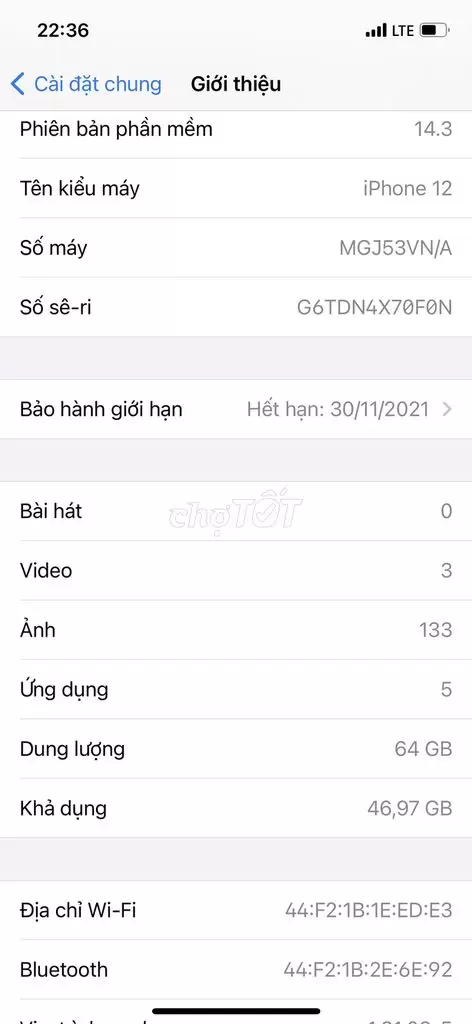 22:36 LTE
Cài đặt chung Giới thiệu
Phiên bản phần mềm 14.3
Tên kiểu máy iPhone 12
Số máy MGJ53VN/A
Số sê-ri G6TDN4X70F0N
Bảo hành giới hạn Hết hạn: 30/11/2021
chợTỐT
Bài hát 0
Video 3
Ảnh 133
Ứng dụng 5
Dung lượng 64 GB
Khả dụng 46,97 GB
Địa chỉ Wi-Fi 44:F2:1B:1E:ED:E3
Bluetooth 44:F2:1B:2E:6E:92